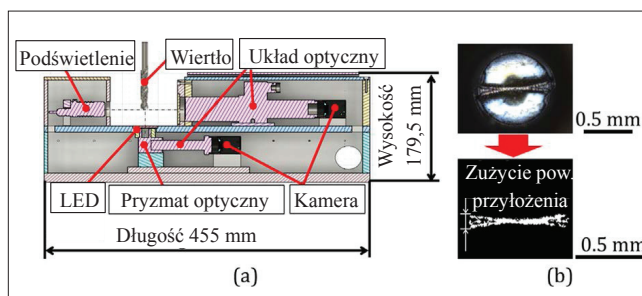 Podświetlenie
Wiertło
Układ optyczny
Wysokość
179,5 mm
LED
Pryzmat optyczny
Kamera
Długość 455 mm
(a)
0.5 mm
Zużycie pow.
przyłożenia
0.5 mm
(b)